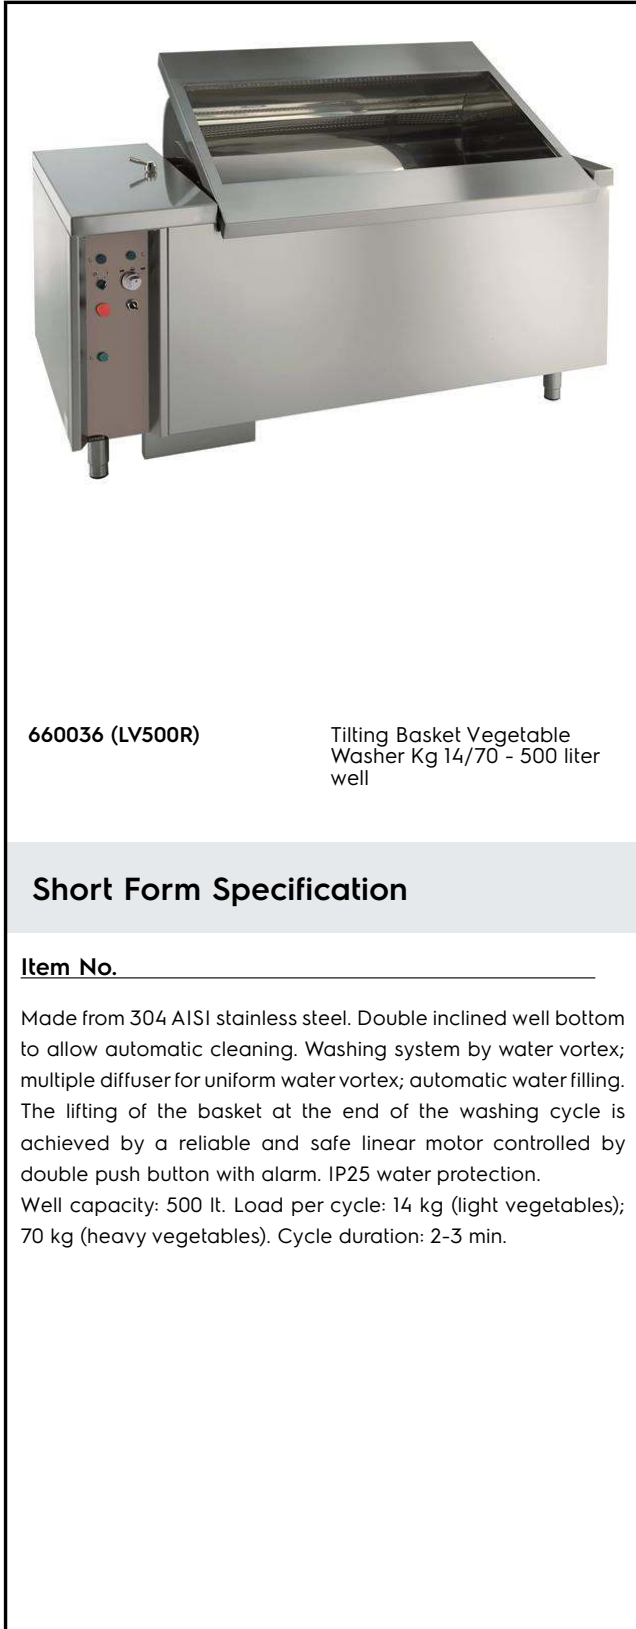 660036 (LV500R)
Tilting Basket Vegetable
Washer Kg 14/70 - 500 liter
well
Short Form Specification
Item No.
Made from 304 AISI stainless steel. Double inclined well bottom
to allow automatic cleaning. Washing system by water vortex;
multiple diffuser for uniform water vortex; automatic water filling.
The lifting of the basket at the end of the washing cycle is
achieved by a reliable and safe linear motor controlled by
double push button with alarm. IP25 water protection.
Well capacity: 500 lt. Load per cycle: 14 kg (light vegetables);
70 kg (heavy vegetables). Cycle duration: 2-3 min.